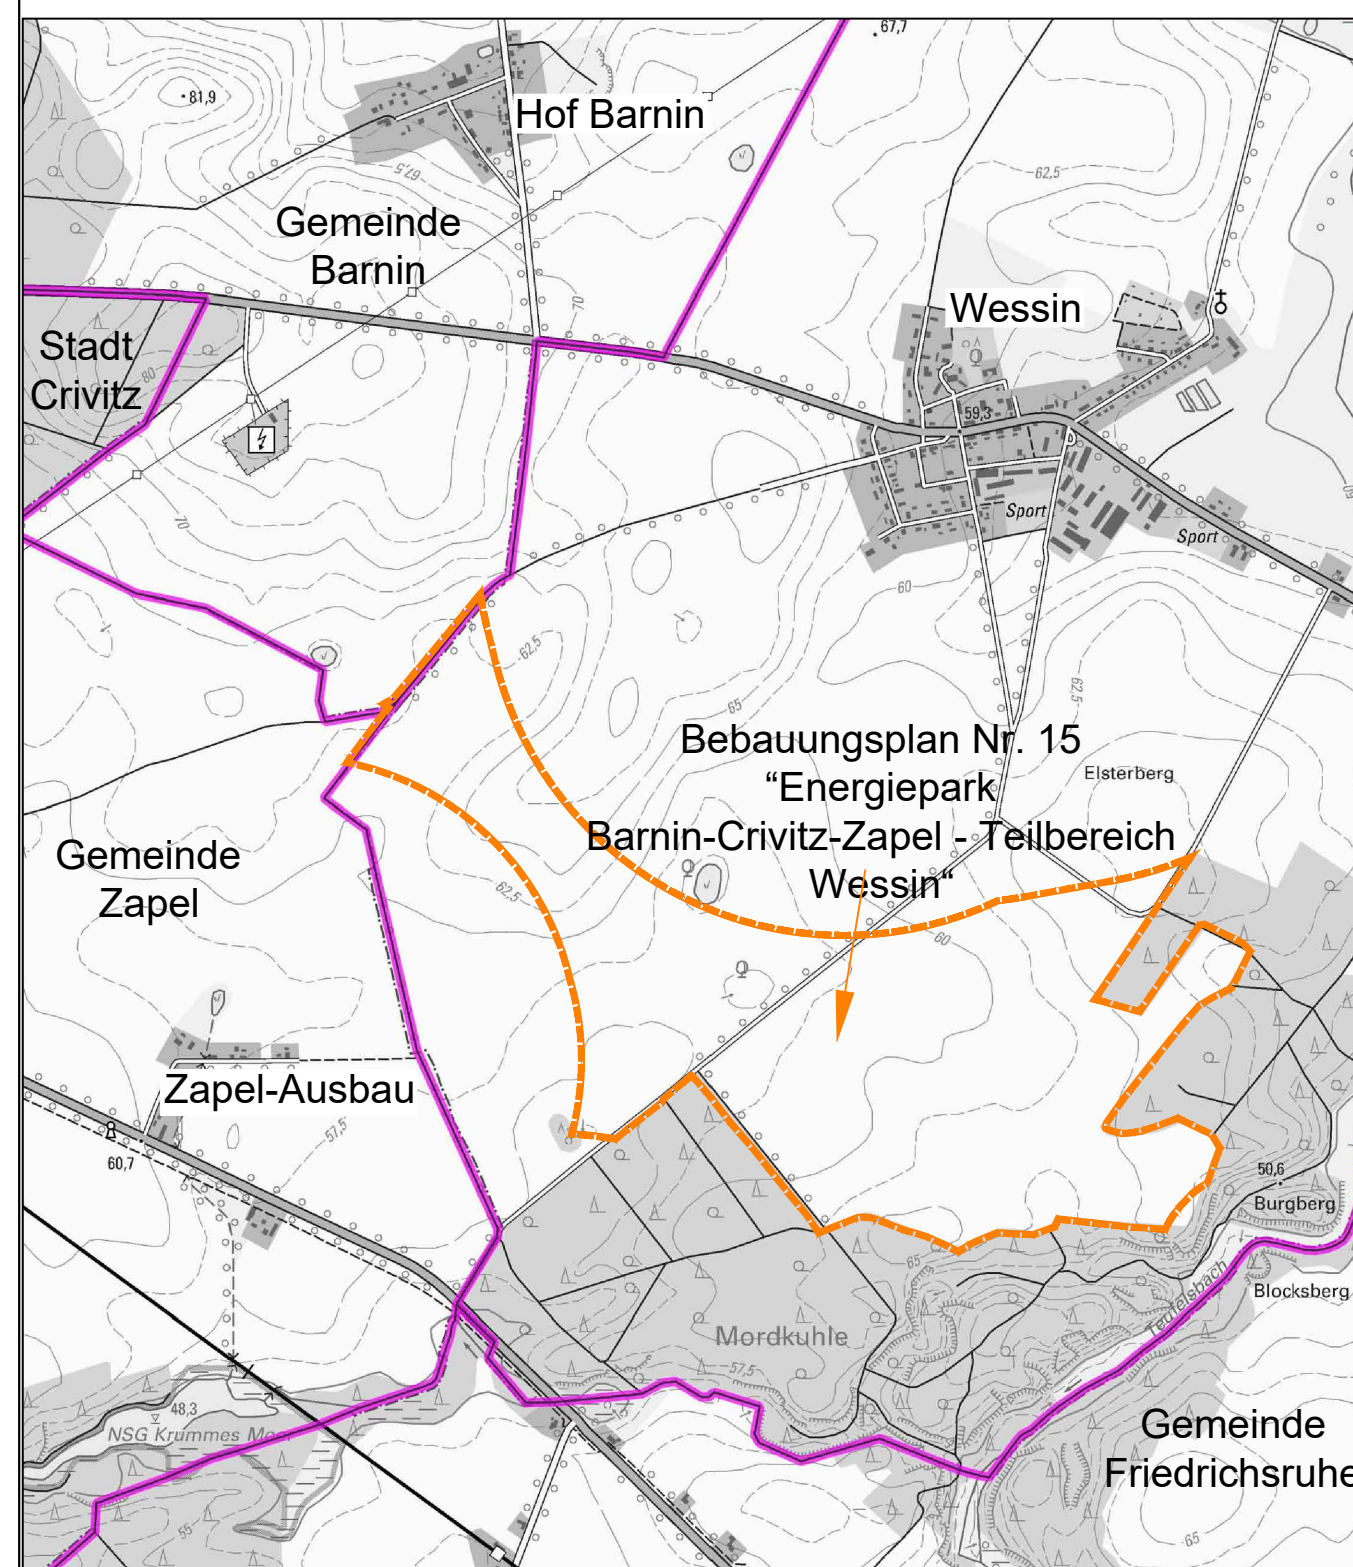 67,7
81,9
Hof Barnin
67,5
62,5
Gemeinde
Barnin
70
Wessin
Stadt
Crivitz
80
59,3
70
Sport
Sport
60
60
62,5
62,5
65
Bebauungsplan Nr. 15
“Energiepark
Barnin-Crivitz-Zapel - Teilbereich
Wessin“
Elsterberg
Gemeinde
Zapel
62,5
60
Zapel-Ausbau
57,5
60,7
50,6
Burgberg
65
Teufelsbach
Blocksberg
Mordkuhle
57,5
48,3
NSG Krummes Moor
Gemeinde
Friedrichsruhe
55
65